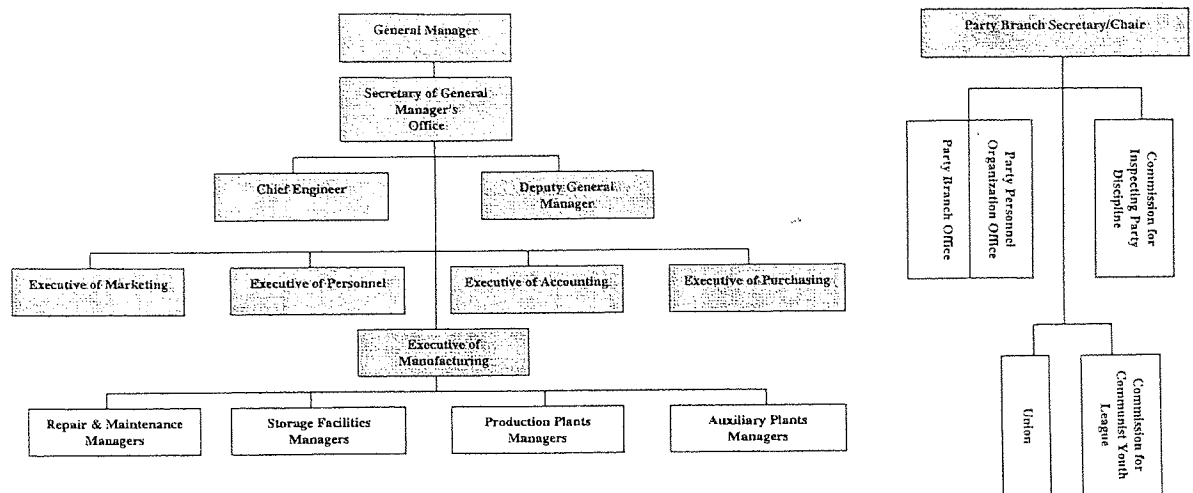 General Manager
Secretary of General
Manager's
Office
Chief Engineer
Deputy General
Manager
Executive of Marketing
Executive of Personnel
Executive of Accounting
Executive of Purchasing
Executive of
Manufacturing
Repair & Maintenance
Managers
Storage Facilities
Managers
Production Plants
Managers
Auxiliary Plants
Managers
Party Branch Secretary/Chair
Party Branch Office
Party Personnel
Organization Office
Commission for
Inspecting Party
Discipline
Union
Commission for
Communist Youth
League